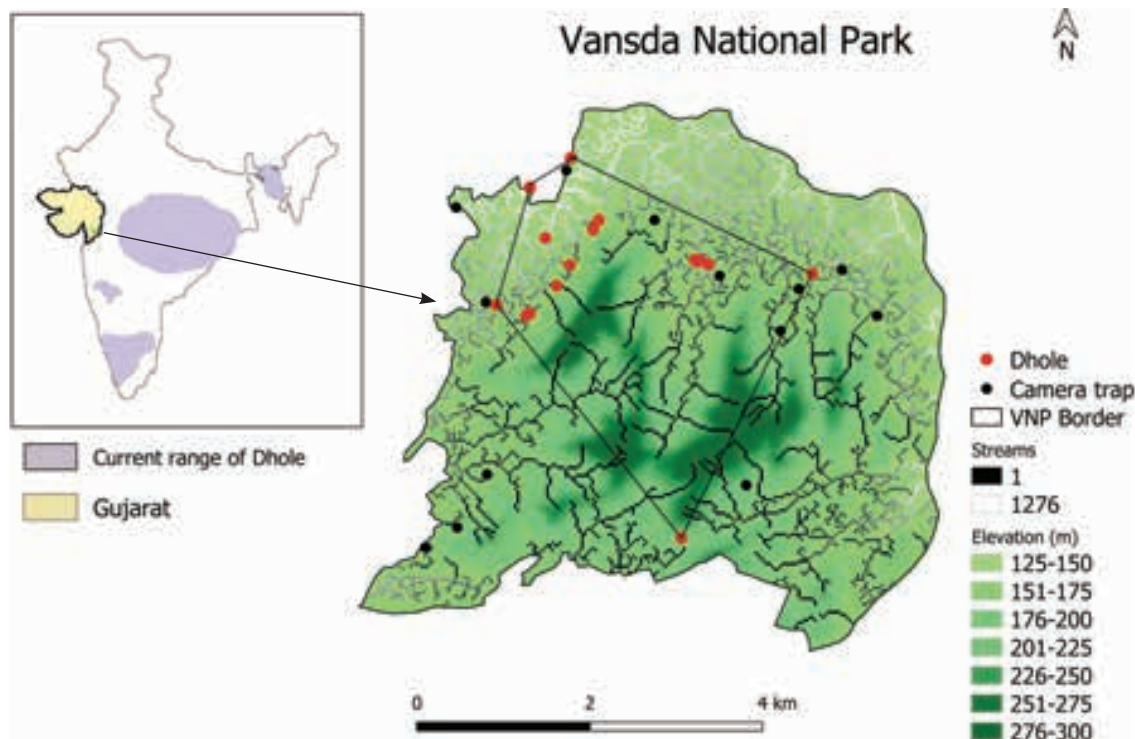 Vansda National Park
N
Current range of Dhole
Gujarat
Dhole
Camera trap
VNP Border
Streams
1
1276
Elevation (m)
125-150
151-175
176-200
201-225
226-250
251-275
276-300
0 2 4 km